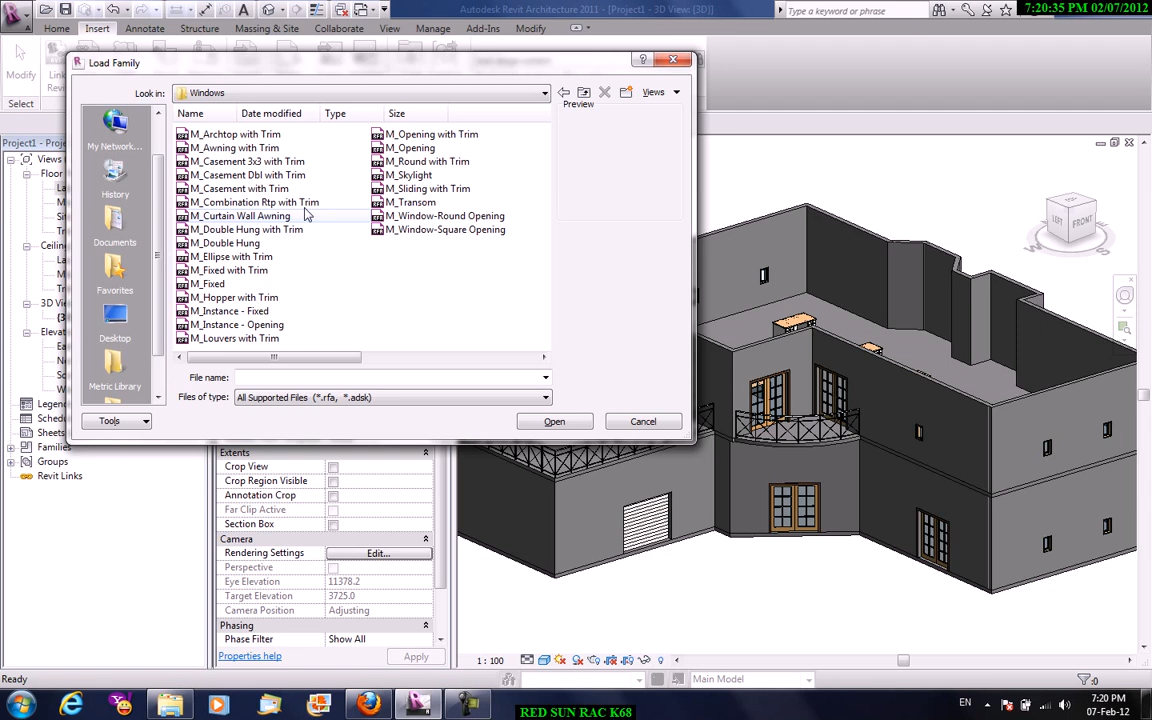 Autodesk Revit Architecture 2011 - [Project1 - 3D View: {3D}]
Type a keyword or phrase
7:20:35 PM 02/07/2012
Home
Insert
Annotate
Structure
Massing & Site
Collaborate
View
Manage
Add-Ins
Modify
Load Family
Modify
Link
Select
Look in:
Windows
Views
Preview
Name
Date modified
Type
Size
My Network...
History
Documents
Favorites
Desktop
Metric Library
M_Archtop with Trim
M_Awning with Trim
M_Casement 3x3 with Trim
M_Casement Dbl with Trim
M_Casement with Trim
M_Combination Rtp with Trim
M_Curtain Wall Awning
M_Double Hung with Trim
M_Double Hung
M_Ellipse with Trim
M_Fixed with Trim
M_Fixed
M_Hopper with Trim
M_Instance - Fixed
M_Instance - Opening
M_Louvers with Trim
M_Opening with Trim
M_Opening
M_Round with Trim
M_Skylight
M_Sliding with Trim
M_Transom
M_Window-Round Opening
M_Window-Square Opening
File name:
Files of type:
All Supported Files (*.rfa, *.adsk)
Tools
Open
Cancel
Project1 - Proj
Views
Floor
Ceilin
3D V
Elevat
Legen
Sched
Sheets
Families
Groups
Revit Links
Extents
Crop View
Crop Region Visible
Annotation Crop
Far Clip Active
Section Box
Camera
Rendering Settings
Edit...
Perspective
Eye Elevation
11378.2
Target Elevation
3725.0
Camera Position
Adjusting
Phasing
Phase Filter
Show All
Properties help
Apply
LEFT
FRONT
1 : 100
Ready
:0
Main Model
:0
EN
7:20 PM
07-Feb-12
RED SUN RAC K68